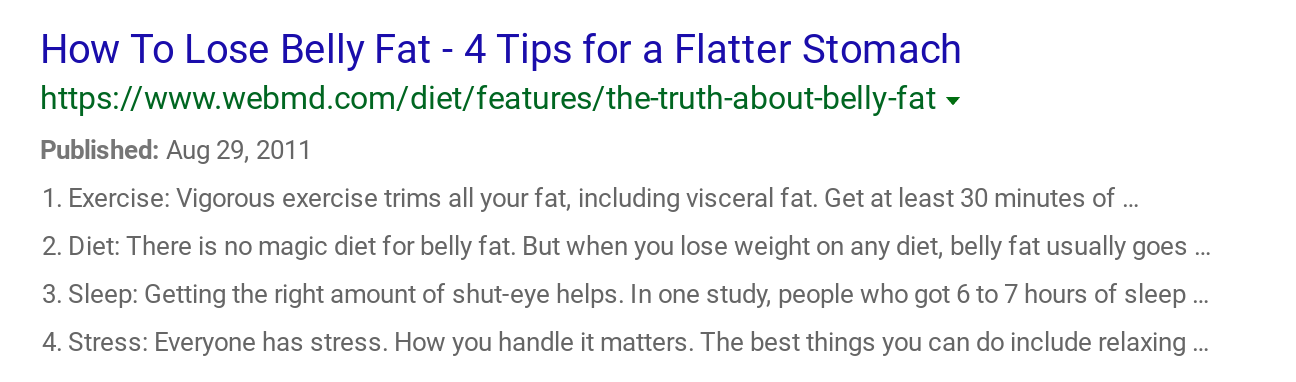 How To Lose Belly Fat - 4 Tips for a Flatter Stomach
https://www.webmd.com/diet/features/the-truth-about-belly-fat
Published: Aug 29, 2011
1. Exercise: Vigorous exercise trims all your fat, including visceral fat. Get at least 30 minutes of ...
2. Diet: There is no magic diet for belly fat. But when you lose weight on any diet, belly fat usually goes ...
3. Sleep: Getting the right amount of shut-eye helps. In one study, people who got 6 to 7 hours of sleep ...
4. Stress: Everyone has stress. How you handle it matters. The best things you can do include relaxing ...